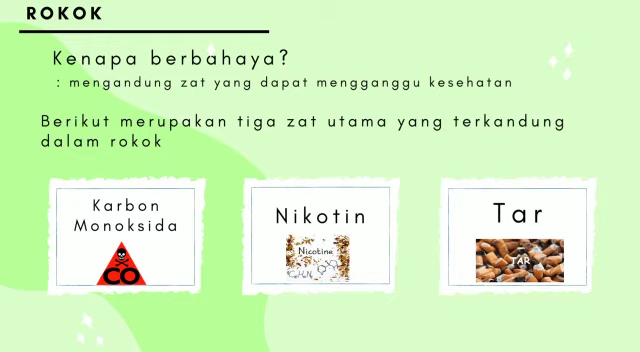 ROKOK
Kenapa berbahaya?
: mengandung zat yang dapat mengganggu kesehatan
Berikut merupakan tiga zat utama yang terkandung
dalam rokok
Karbon
Monoksida
CO
Nikotin
Nicotine
Tar
TAR